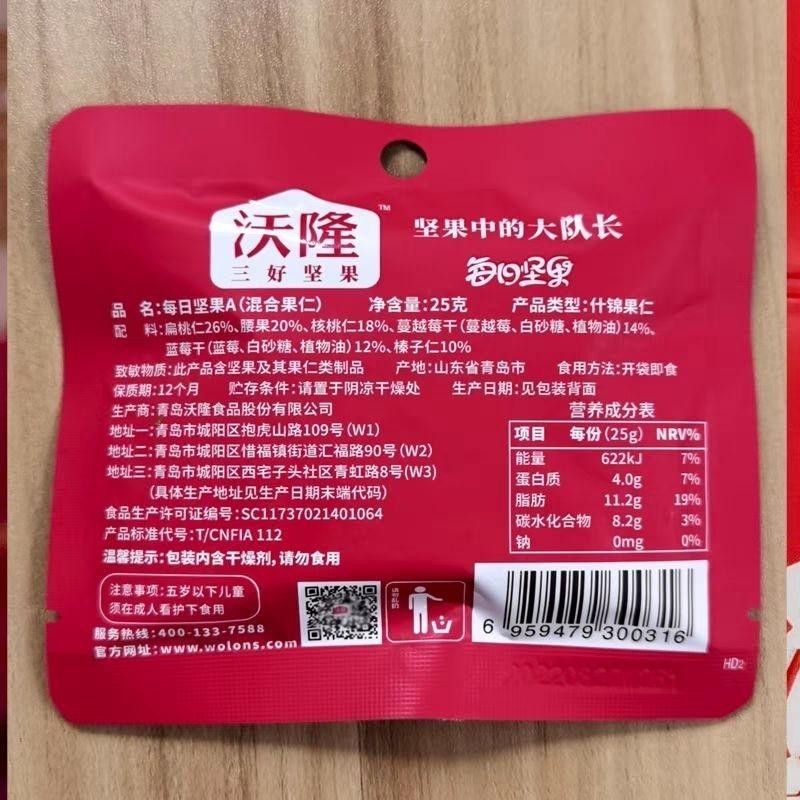 沃隆™
三好坚果
坚果中的大队长
每日坚果
品 名:每日坚果A(混合果仁) 净含量:25克 产品类型:什锦果仁
配 料:扁桃仁26%、腰果20%、核桃仁18%、蔓越莓干(蔓越莓、白砂糖、植物油)14%、
蓝莓干(蓝莓、白砂糖、植物油)12%、榛子仁10%
致敏物质:此产品含坚果及其果仁类制品 产地:山东省青岛市 食用方法:开袋即食
保质期:12个月 贮存条件:请置于阴凉干燥处 生产日期:见包装背面
生产商:青岛沃隆食品股份有限公司
地址一:青岛市城阳区抱虎山路109号(W1)
地址二:青岛市城阳区惜福镇街道汇福路90号(W2)
地址三:青岛市城阳区西宅子头社区青虹路8号(W3)
(具体生产地址见生产日期末端代码)
食品生产许可证编号:SC11737021401064
产品标准代号:T/CNFIA 112
温馨提示:包装内含干燥剂,请勿食用
营养成分表
项目 每份(25g) NRV%
能量 622kJ 7%
蛋白质 4.0g 7%
脂肪 11.2g 19%
碳水化合物 8.2g 3%
钠 0mg 0%
注意事项:五岁以下儿童
须在成人看护下食用
服务热线:400-133-7588
官方网址:www.wolons.com
请勿乱扔
6 959479 300316
HD2